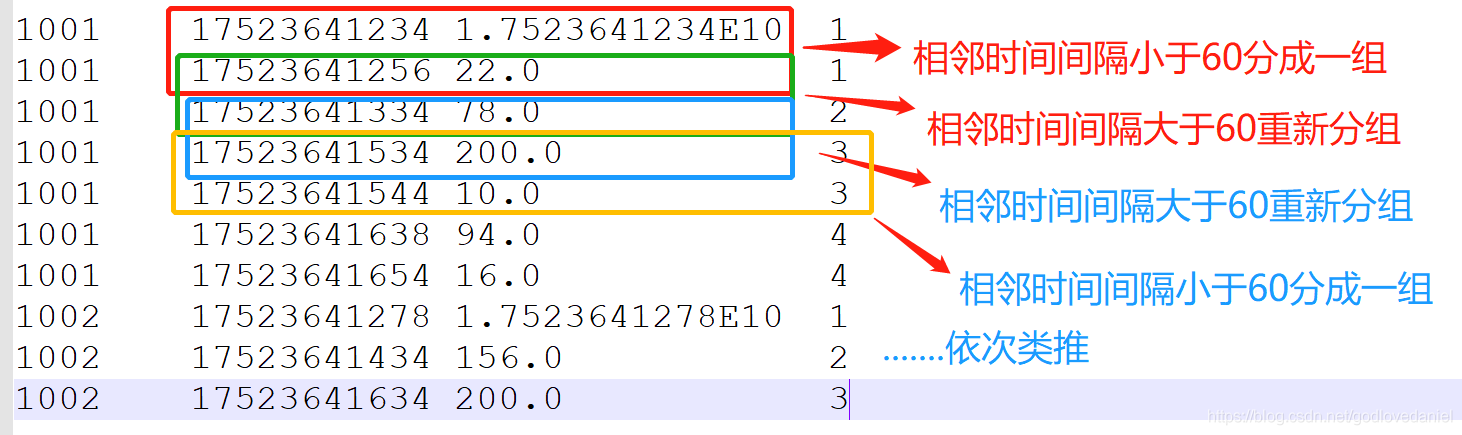 1001 17523641234 1.7523641234E10 1
相邻时间间隔小于60分成一组
1001 17523641256 22.0 1
1001 17523641334 78.0 2
相邻时间间隔大于60重新分组
1001 17523641534 200.0 3
1001 17523641544 10.0 3
相邻时间间隔大于60重新分组
1001 17523641638 94.0 4
1001 17523641654 16.0 4
相邻时间间隔小于60分成一组
1002 17523641278 1.7523641278E10 1
1002 17523641434 156.0 2
.......依次类推
1002 17523641634 200.0 3
https://blog.csdn.net/godlovedaniel